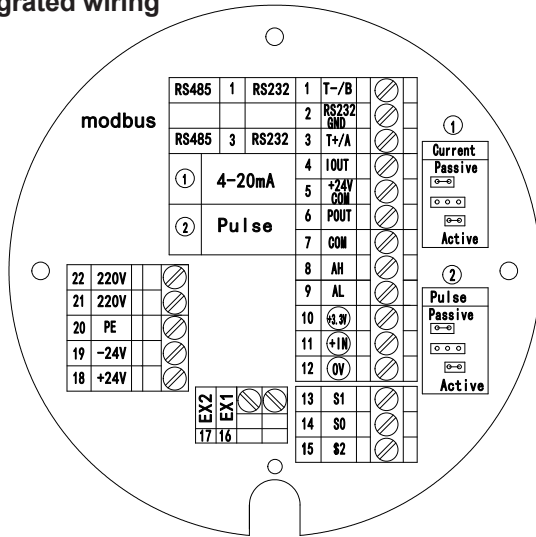 grated wiring
modbus
RS485 1 RS232 1 T-/B
2 RS232 GND
RS485 3 RS232 3 T+/A
① 4-20mA 4 IOUT
5 +24V COM
② Pulse 6 POUT
7 COM
8 AH
9 AL
10 +3.3V
11 +IN
12 0V
13 S1
14 S0
15 S2
①
Current
Passive
Active
②
Pulse
Passive
Active
22 220V
21 220V
20 PE
19 -24V
18 +24V
EX2 EX1
17 16